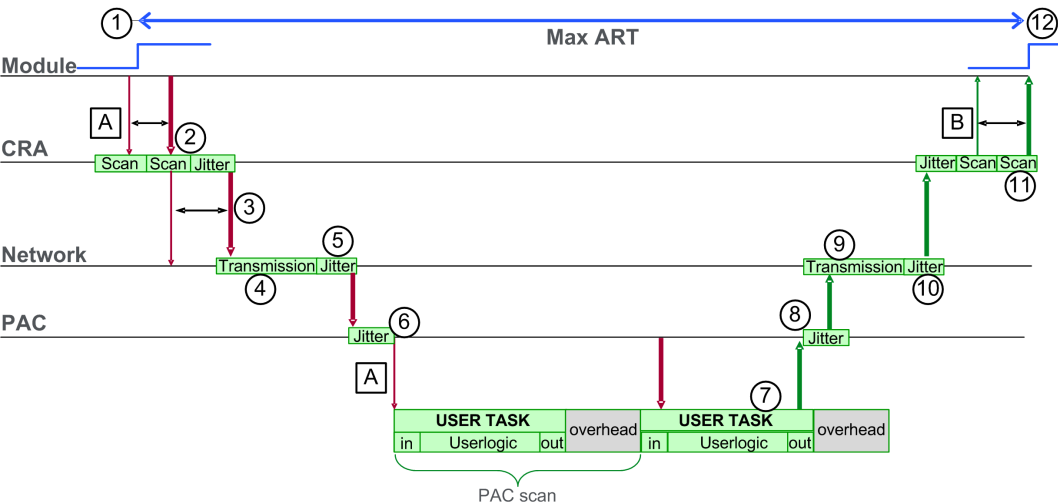 1
12
Max ART
Module
A
2
B
CRA
Scan
Scan
Jitter
Jitter
Scan
Scan
11
3
5
9
Network
Transmission
Jitter
Transmission
Jitter
4
10
PAC
6
8
Jitter
Jitter
A
7
USER TASK
overhead
USER TASK
overhead
in
Userlogic
out
in
Userlogic
out
PAC scan